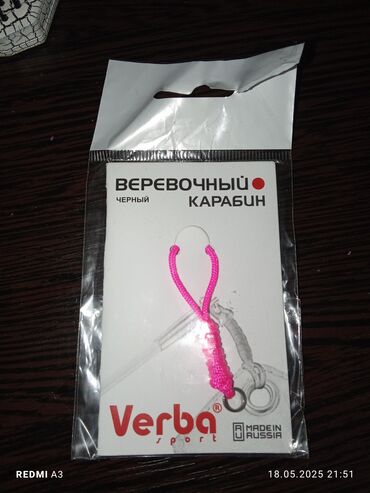 ВЕРЕВОЧНЫЙ
ЧЕРНЫЙ КАРАБИН
Verba®
sport
MADE IN
RUSSIA
REDMI A3 18.05.2025 21:51